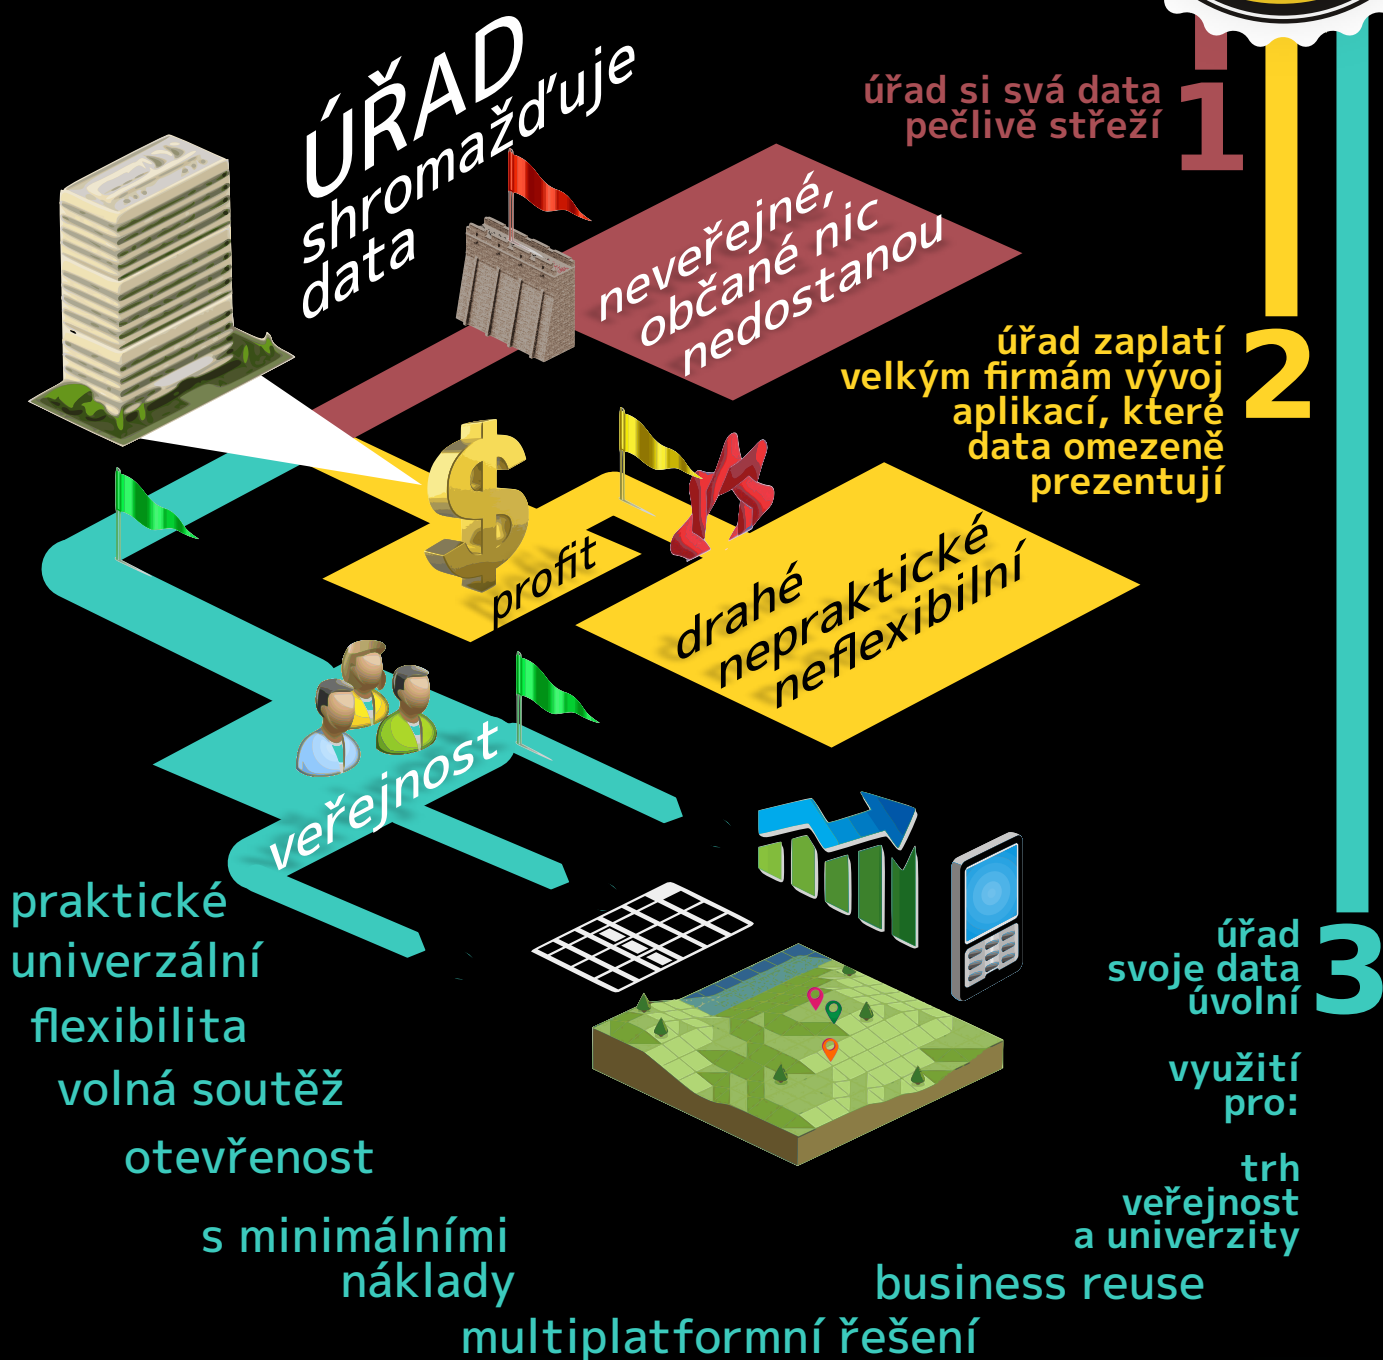 ÚŘAD
shromažďuje
data
1
úřad si svá data
pečlivě střeží
neveřejné,
občané nic
nedostanou
2
úřad zaplatí
velkým firmám vývoj
aplikací, které
data omezeně
prezentují
profit
drahé
nepraktické
neflexibilní
veřejnost
praktické
univerzální
flexibilita
volná soutěž
otevřenost
s minimálními
náklady
multiplatformní řešení
3
úřad
svoje data
úvolní
využití
pro:
trh
veřejnost
a univerzity
business reuse